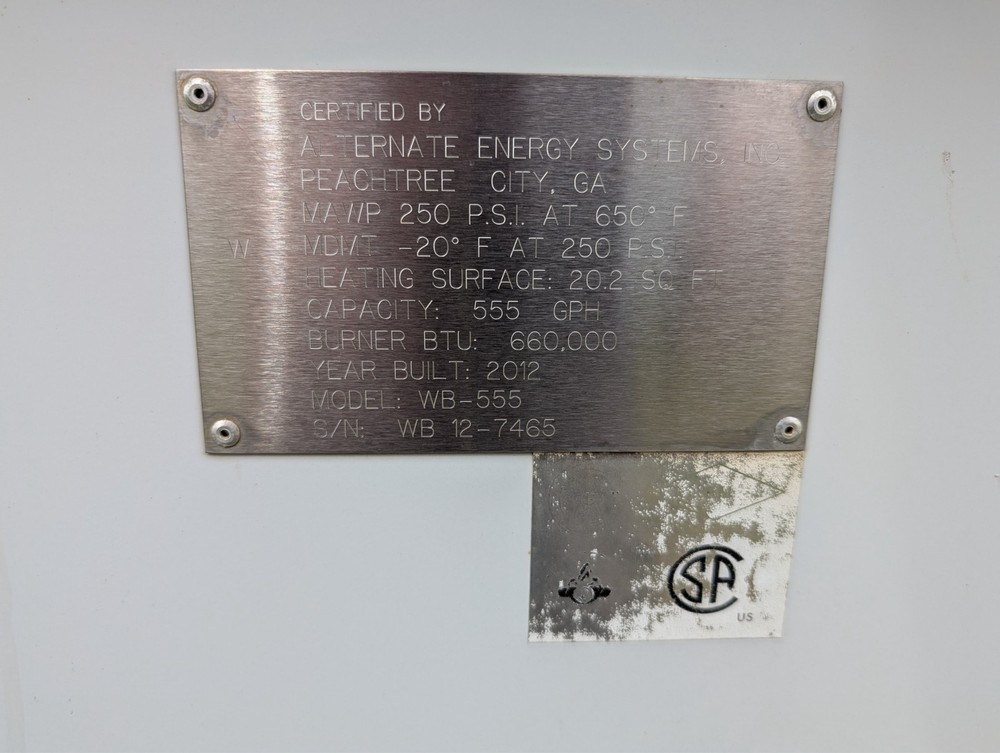 CERTIFIED BY
ALTERNATE ENERGY SYSTEMS, INC
PEACHTREE CITY, GA
MAWP 250 P.S.I. AT 650° F
W MDMT -20° F AT 250 P.S.I.
HEATING SURFACE: 20.2 SQ FT
CAPACITY: 555 GPH
BURNER BTU: 660,000
YEAR BUILT: 2012
MODEL: WB-555
S/N: WB 12-7465
SA
US